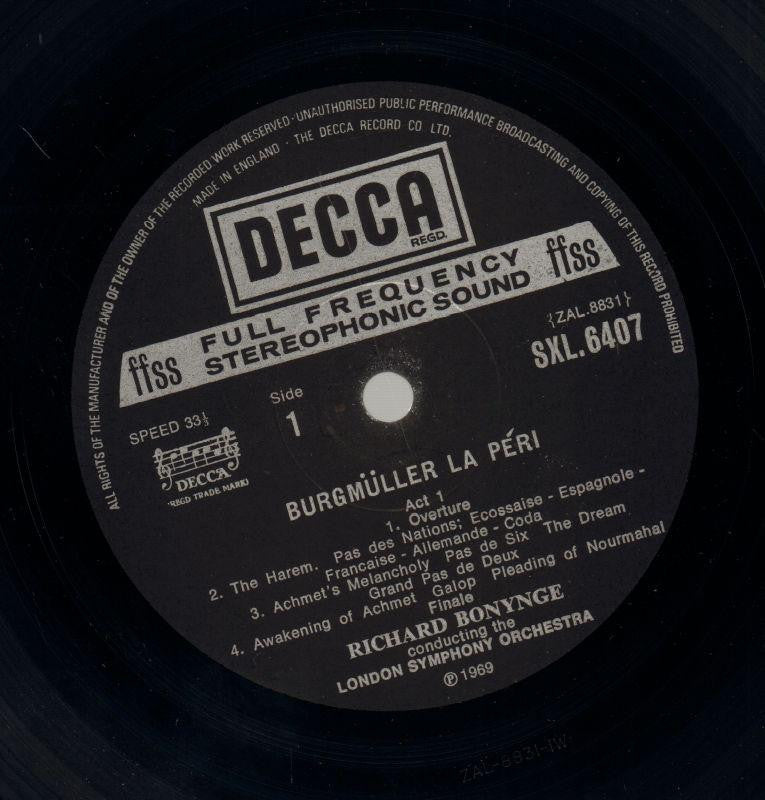 ALL RIGHTS OF THE MANUFACTURER AND OF THE OWNER OF THE RECORDED WORK RESERVED · UNAUTHORISED PUBLIC PERFORMANCE BROADCASTING AND COPYING OF THIS RECORD PROHIBITED
MADE IN ENGLAND · THE DECCA RECORD CO LTD.
DECCA
REGD.
ffss FULL FREQUENCY ffss
STEREOPHONIC SOUND
{ZAL.8831}
SXL.6407
Side
1
SPEED 33⅓
DECCA
REGD TRADE MARK
BURGMÜLLER LA PÉRI
Act 1
1. Overture
2. The Harem. Pas des Nations; Ecossaise - Espagnole -
Francaise - Allemande - Coda
3. Achmet's Melancholy Pas de Six The Dream
Grand Pas de Deux
4. Awakening of Achmet Galop Pleading of Nourmahal
Finale
RICHARD BONYNGE
conducting the
LONDON SYMPHONY ORCHESTRA
℗ 1969
ZAL-8831-1W